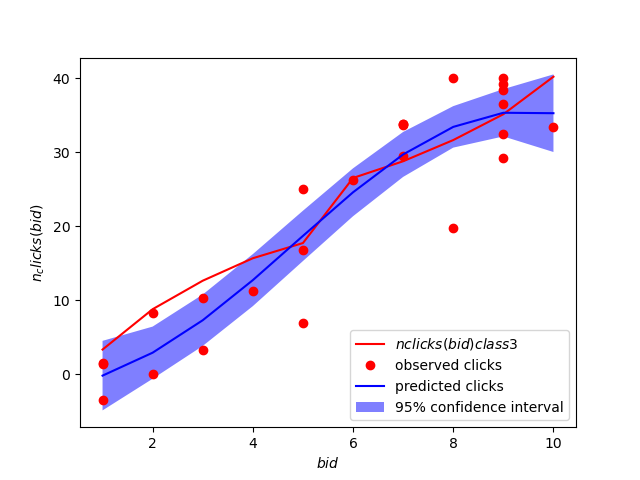 40
30
20
10
0
n_clicks(bid)
2
4
6
8
10
bid
nclicks(bid)class3
observed clicks
predicted clicks
95% confidence interval